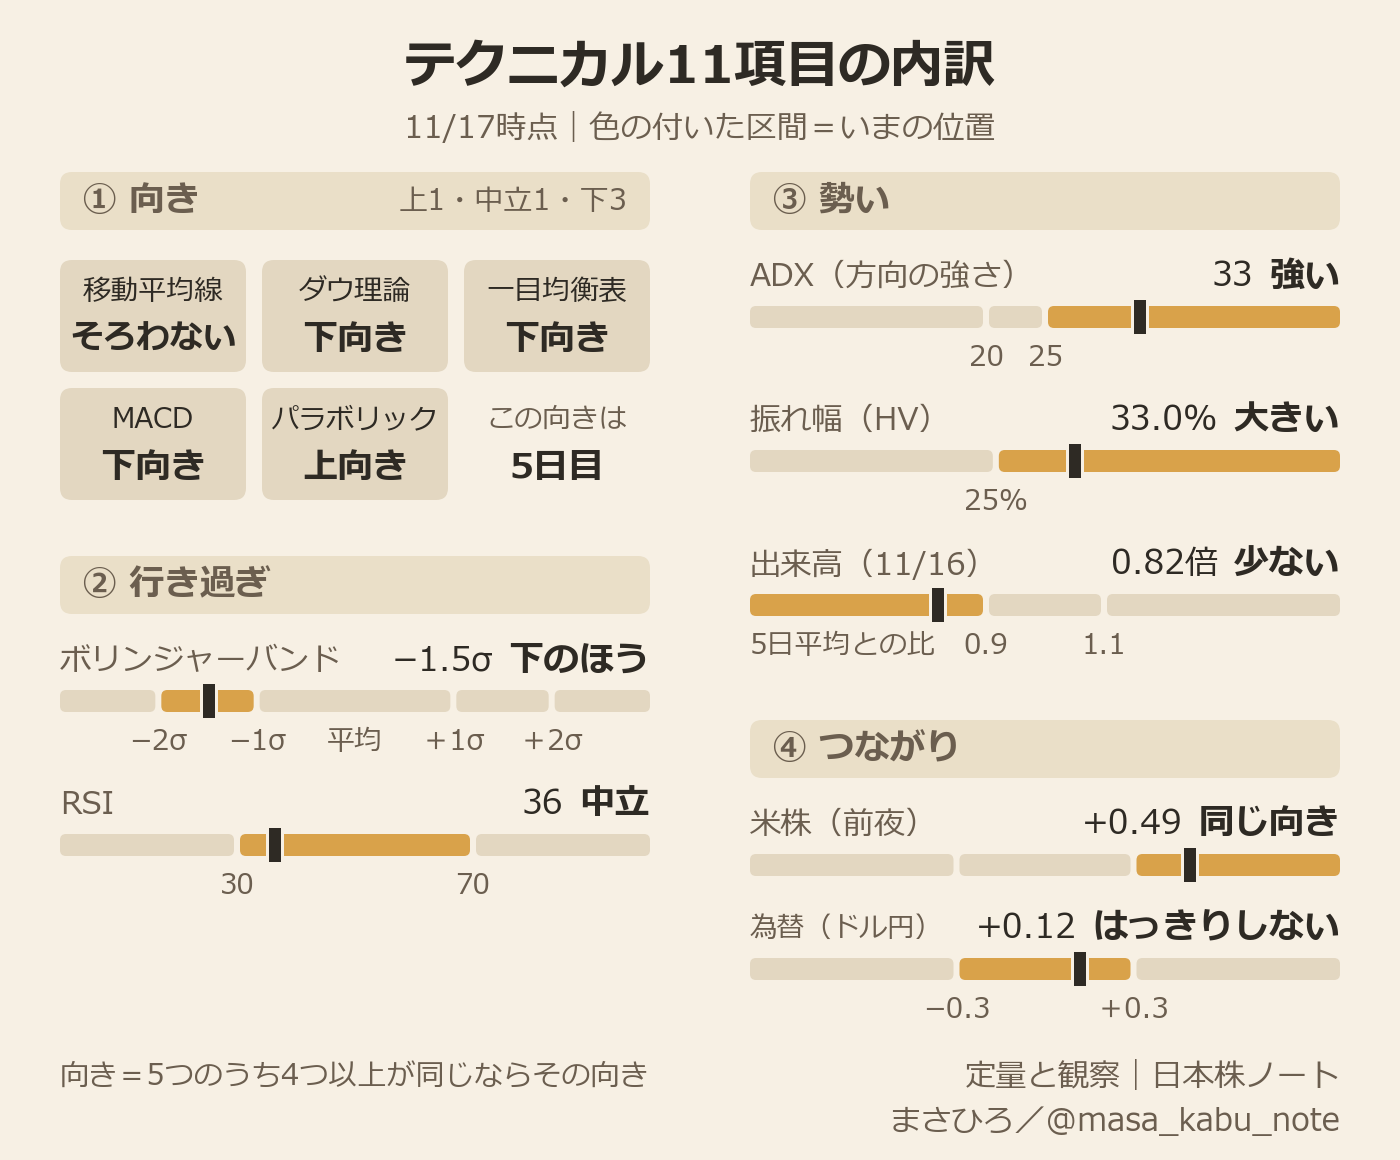 テクニカル11項目の内訳
11/17時点｜色の付いた区間＝いまの位置
① 向き 上1・中立1・下3
移動平均線 ダウ理論 一目均衡表
そろわない 下向き 下向き
MACD パラボリック この向きは
下向き 上向き 5日目
② 行き過ぎ
ボリンジャーバンド −1.5σ 下のほう
−2σ −1σ 平均 +1σ +2σ
RSI 36 中立
30 70
向き＝5つのうち4つ以上が同じならその向き
③ 勢い
ADX（方向の強さ） 33 強い
20 25
振れ幅（HV） 33.0% 大きい
25%
出来高（11/16） 0.82倍 少ない
5日平均との比 0.9 1.1
④ つながり
米株（前夜） +0.49 同じ向き
為替（ドル円） +0.12 はっきりしない
−0.3 +0.3
定量と観察｜日本株ノート
まさひろ／@masa_kabu_note